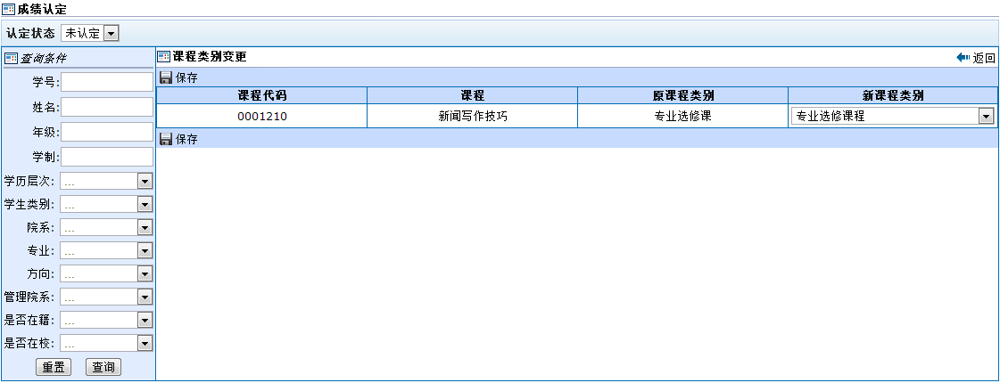 成绩认定
认定状态 未认定
查询条件
学号:
姓名:
年级:
学制:
学历层次: ...
学生类别: ...
院系: ...
专业: ...
方向: ...
管理院系: ...
是否在籍: ...
是否在校: ...
重置 查询
课程类别变更 返回
保存
课程代码 课程 原课程类别 新课程类别
0001210 新闻写作技巧 专业选修课 专业选修课程
保存